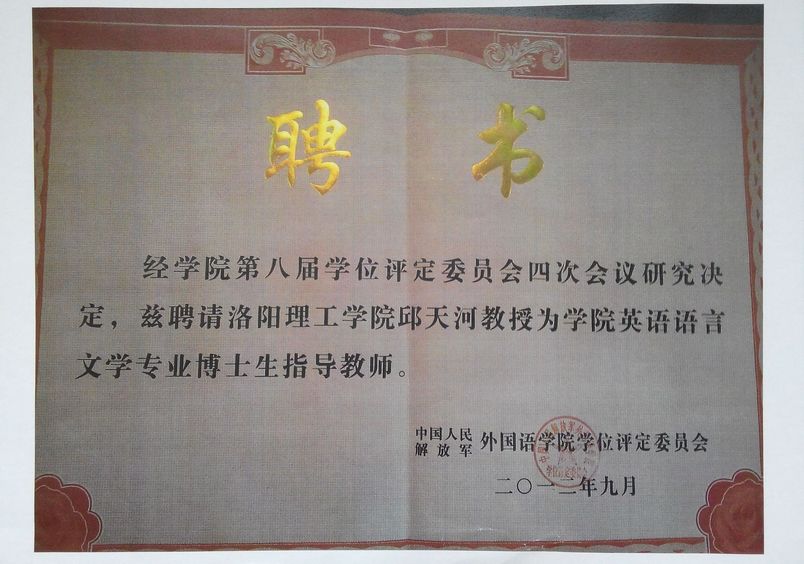 聘书
经学院第八届学位评定委员会四次会议研究决
定，兹聘请洛阳理工学院邱天河教授为学院英语语言
文学专业博士生指导教师。
中国人民
解放军 外国语学院学位评定委员会
二〇一二年九月